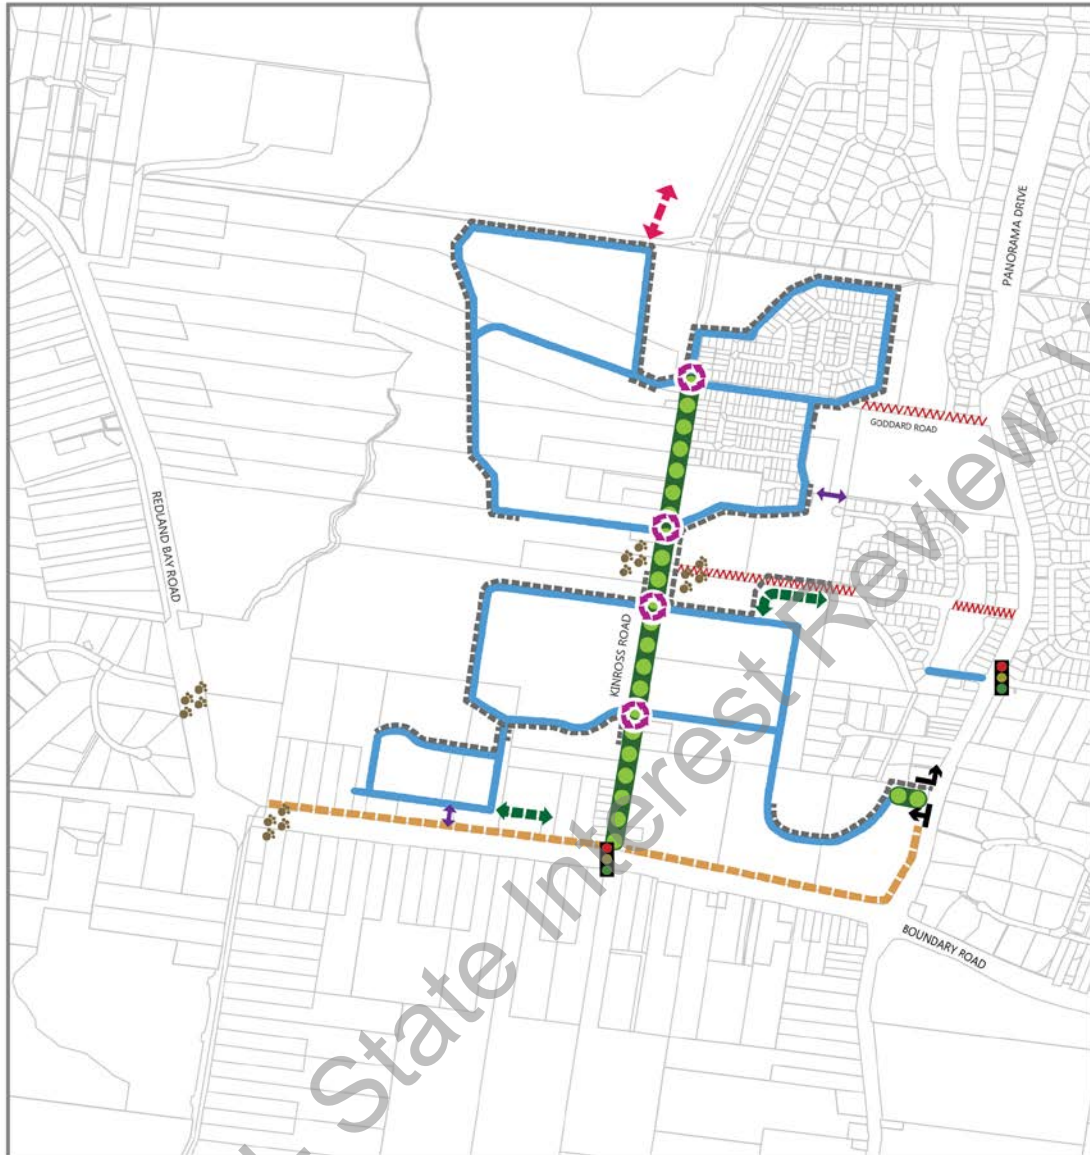 PANORAMA DRIVE
GODDARD ROAD
REDLAND BAY ROAD
KINROSS ROAD
BOUNDARY ROAD
State Interest Review